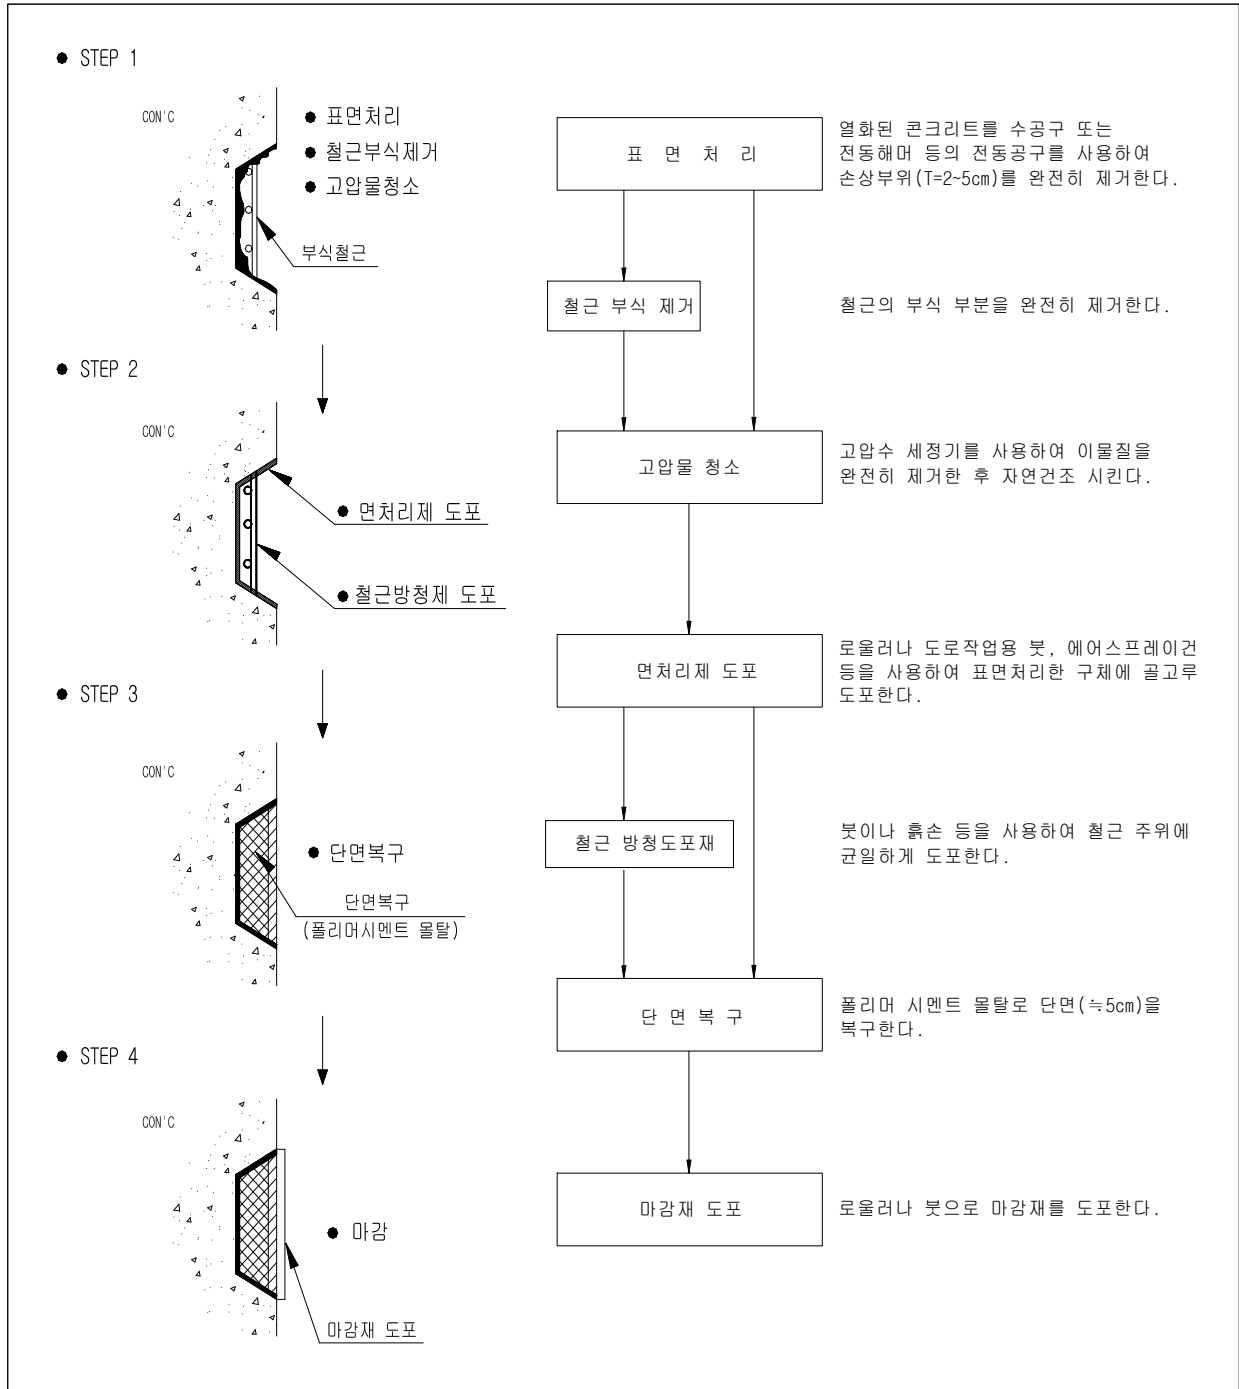 ● STEP 1
CON'C
● 표면처리
● 철근부식제거
● 고압물청소
부식철근
● STEP 2
CON'C
● 면처리제 도포
● 철근방청제 도포
● STEP 3
CON'C
● 단면복구
단면복구
(폴리머시멘트 몰탈)
● STEP 4
CON'C
● 마감
마감재 도포
표 면 처 리
열화된 콘크리트를 수공구 또는
전동해머 등의 전동공구를 사용하여
손상부위(T=2~5cm)를 완전히 제거한다.
철근 부식 제거
철근의 부식 부분을 완전히 제거한다.
고압물 청소
고압수 세정기를 사용하여 이물질을
완전히 제거한 후 자연건조 시킨다.
면처리제 도포
로울러나 도로작업용 붓, 에어스프레이건
등을 사용하여 표면처리한 구체에 골고루
도포한다.
철근 방청도포재
붓이나 흙손 등을 사용하여 철근 주위에
균일하게 도포한다.
단 면 복 구
폴리머 시멘트 몰탈로 단면(≒5cm)을
복구한다.
마감재 도포
로울러나 붓으로 마감재를 도포한다.